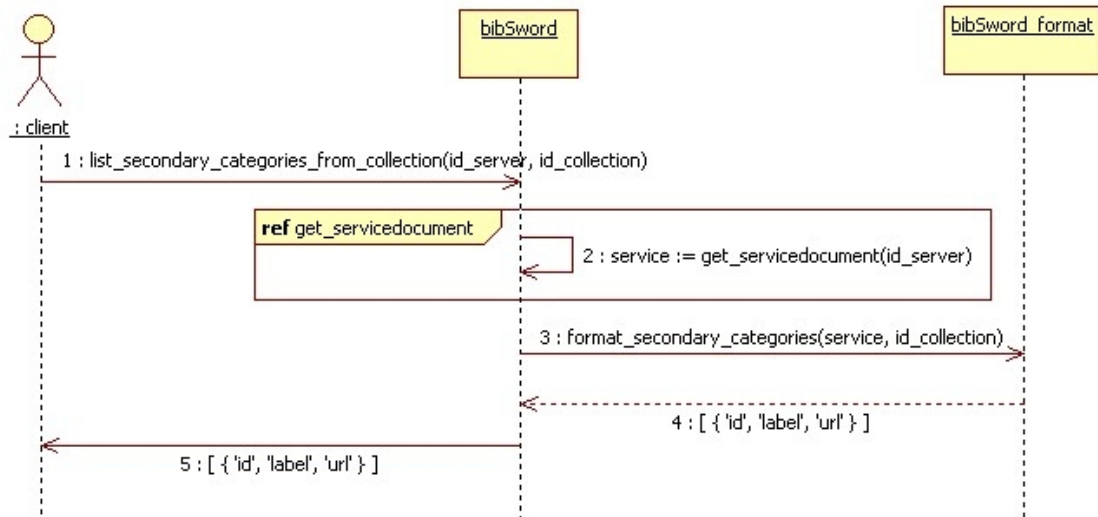 bibSword
bibSword_format
: client
1 : list_secondary_categories_from_collection(id_server, id_collection)
ref get_servicedocument
2 : service := get_servicedocument(id_server)
3 : format_secondary_categories(service, id_collection)
4 : [ { 'id', 'label', 'url' } ]
5 : [ { 'id', 'label', 'url' } ]